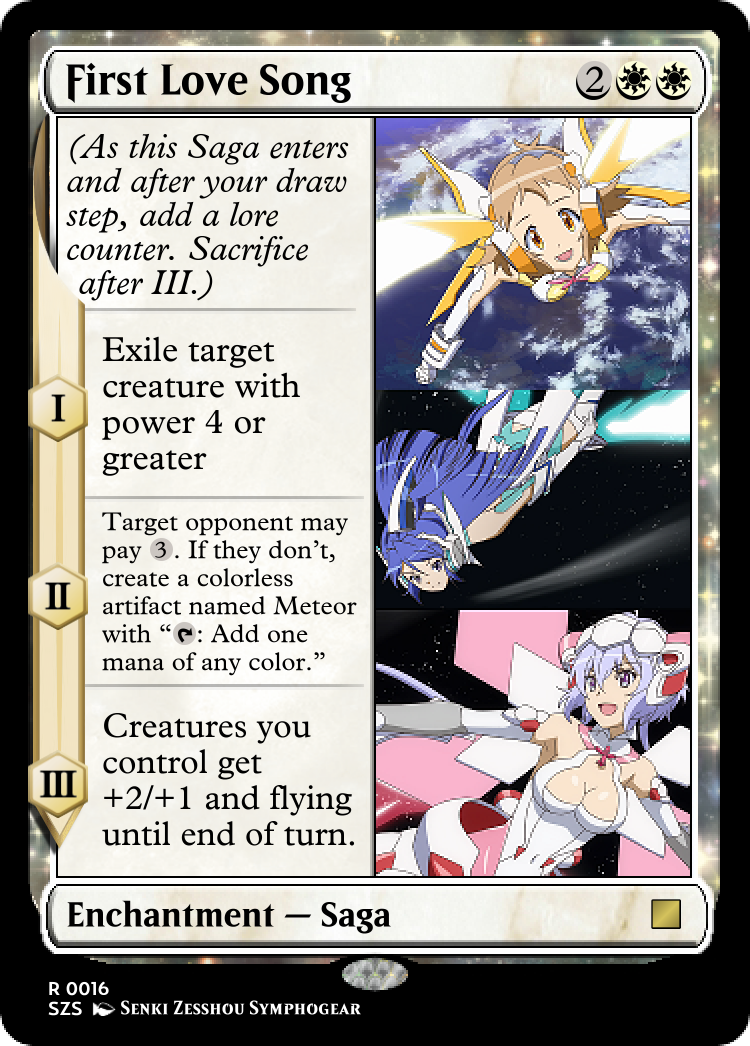 First Love Song 2
(As this Saga enters
and after your draw
step, add a lore
counter. Sacrifice
after III.)
I
Exile target
creature with
power 4 or
greater
II
Target opponent may
pay 3. If they don’t,
create a colorless
artifact named Meteor
with “: Add one
mana of any color.”
III
Creatures you
control get
+2/+1 and flying
until end of turn.
Enchantment — Saga
R 0016
SZS Senki Zesshou Symphogear